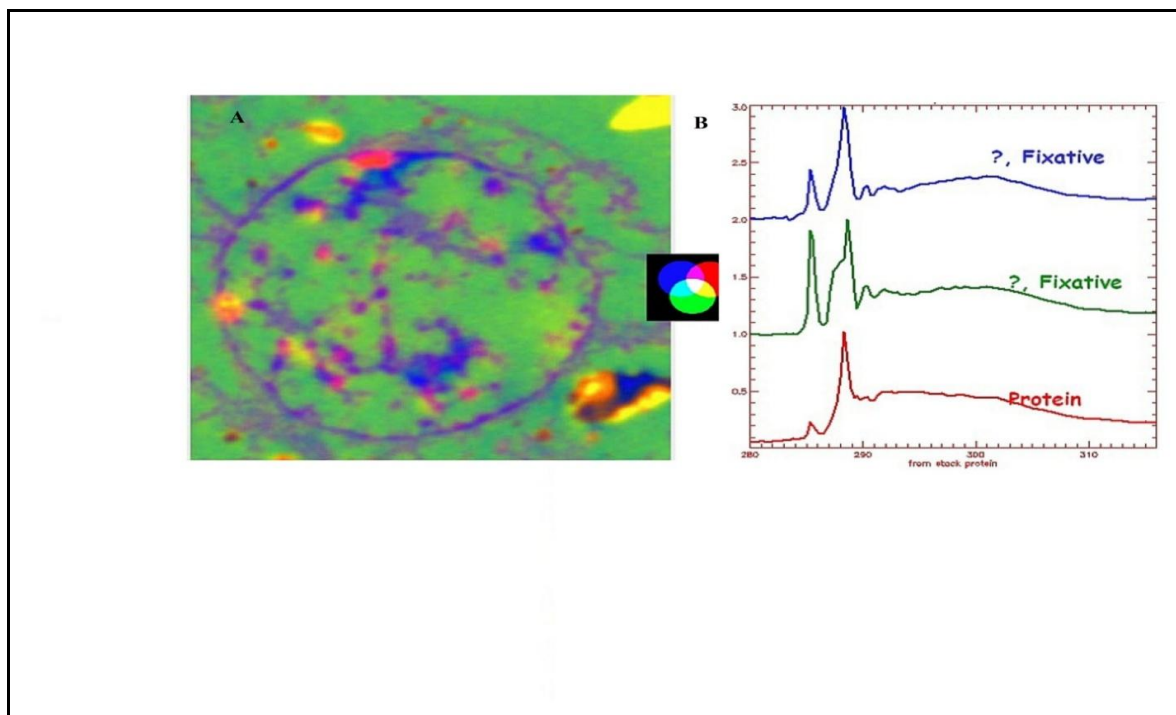 A
B
3.0
2.5
?, Fixative
2.0
1.5
?, Fixative
1.0
0.5
Protein
280
290
300
310
from stock protein